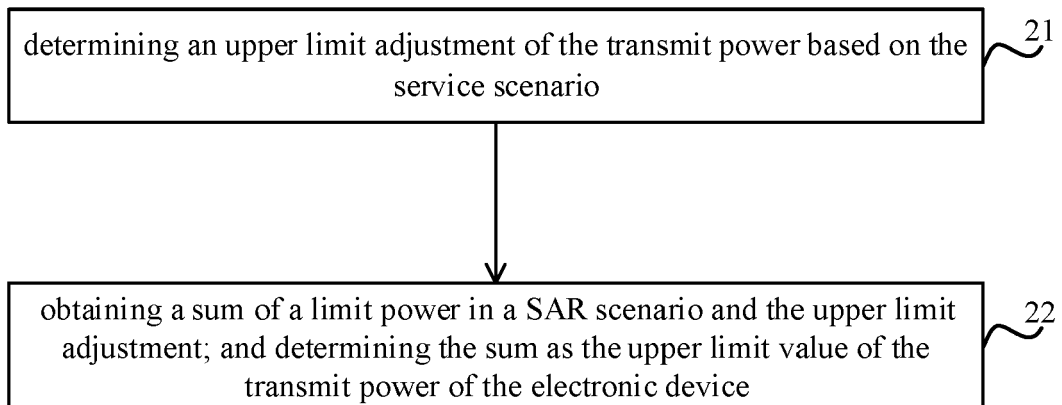 determining an upper limit adjustment of the transmit power based on the
service scenario
21
obtaining a sum of a limit power in a SAR scenario and the upper limit
adjustment; and determining the sum as the upper limit value of the
transmit power of the electronic device
22